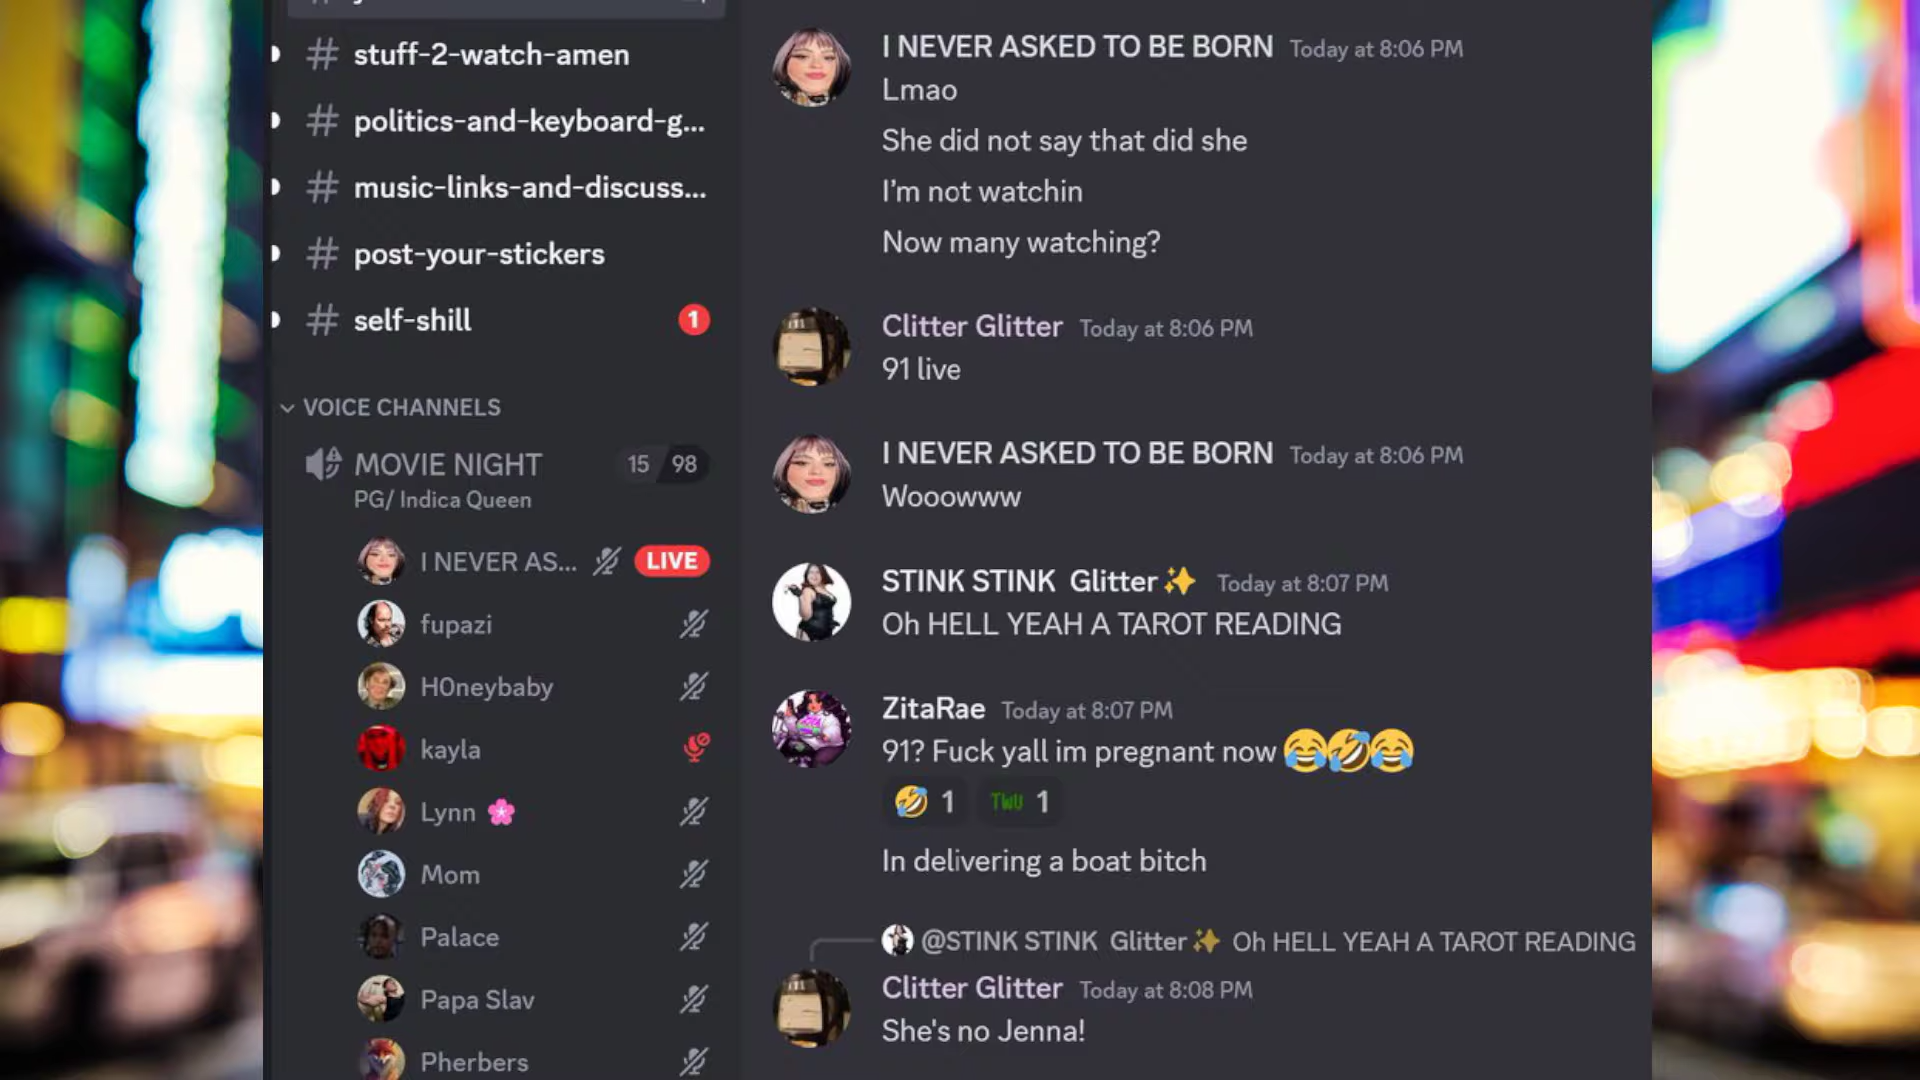 stuff-2-watch-amen
politics-and-keyboard-g...
music-links-and-discuss...
post-your-stickers
self-shill
1
VOICE CHANNELS
MOVIE NIGHT
15 98
PG/ Indica Queen
I NEVER AS...
LIVE
fupazi
H0neybaby
kayla
Lynn 🌸
Mom
Palace
Papa Slav
Pherbers
I NEVER ASKED TO BE BORN Today at 8:06 PM
Lmao
She did not say that did she
I'm not watchin
Now many watching?
Clitter Glitter Today at 8:06 PM
91 live
I NEVER ASKED TO BE BORN Today at 8:06 PM
Wooowww
STINK STINK Glitter✨ Today at 8:07 PM
Oh HELL YEAH A TAROT READING
ZitaRae Today at 8:07 PM
91? Fuck yall im pregnant now 😂🤣😂
🤣 1 TWU 1
In delivering a boat bitch
@STINK STINK Glitter✨ Oh HELL YEAH A TAROT READING
Clitter Glitter Today at 8:08 PM
She's no Jenna!